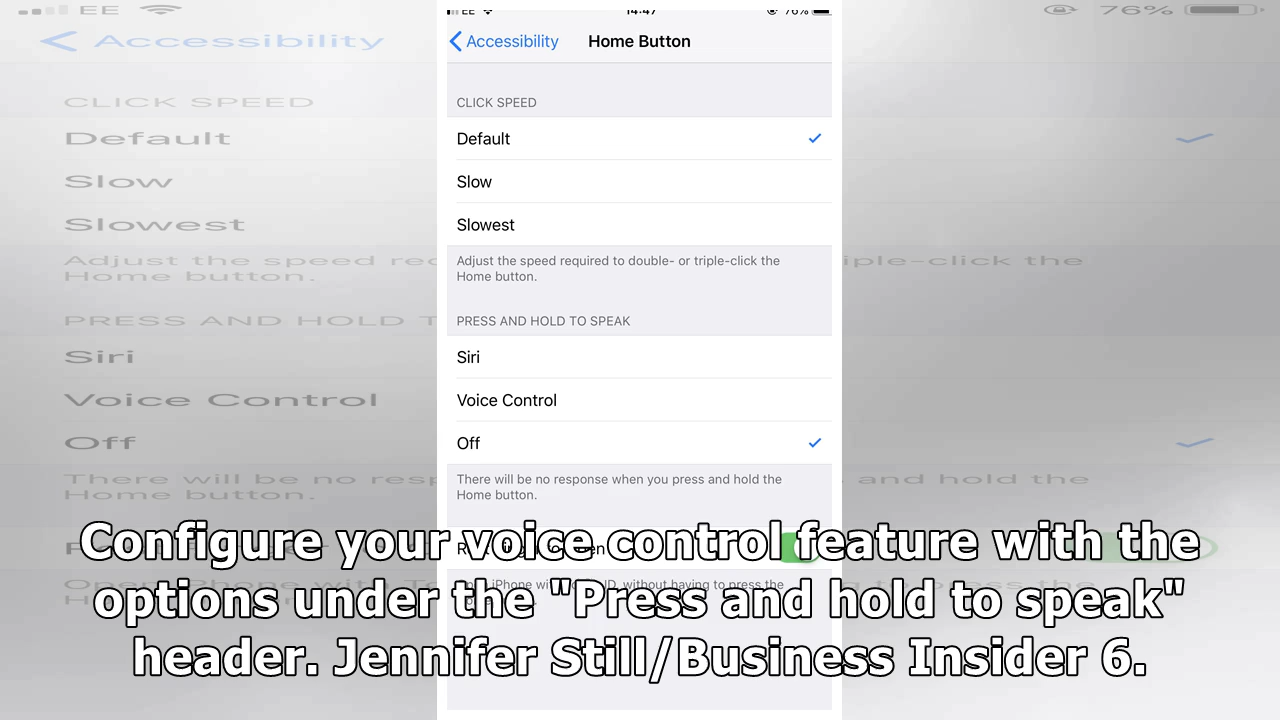 EE 14:47 76%
Accessibility Home Button
CLICK SPEED
Default
Slow
Slowest
Adjust the speed required to double- or triple-click the
Home button.
PRESS AND HOLD TO SPEAK
Siri
Voice Control
Off
There will be no response when you press and hold the
Home button.
Configure your voice control feature with the
options under the "Press and hold to speak"
header. Jennifer Still/Business Insider 6.